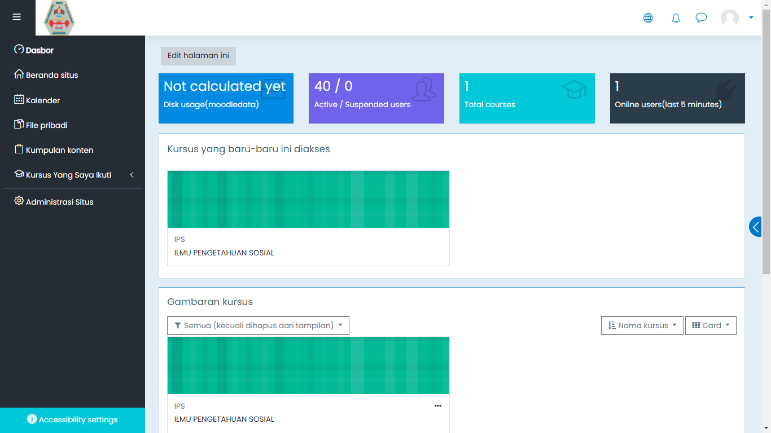 Edit halaman ini
Dasbor
Beranda situs
Kalender
File pribadi
Kumpulan konten
Kursus Yang Saya Ikuti
Administrasi Situs
Accessibility settings
Not calculated yet
Disk usage(moodledata)
40 / 0
Active / Suspended users
1
Total courses
1
Online users(last 5 minutes)
Kursus yang baru-baru ini diakses
IPS
ILMU PENGETAHUAN SOSIAL
Gambaran kursus
Semua (kecuali dihapus dari tampilan)
Nama kursus
Card
IPS
ILMU PENGETAHUAN SOSIAL